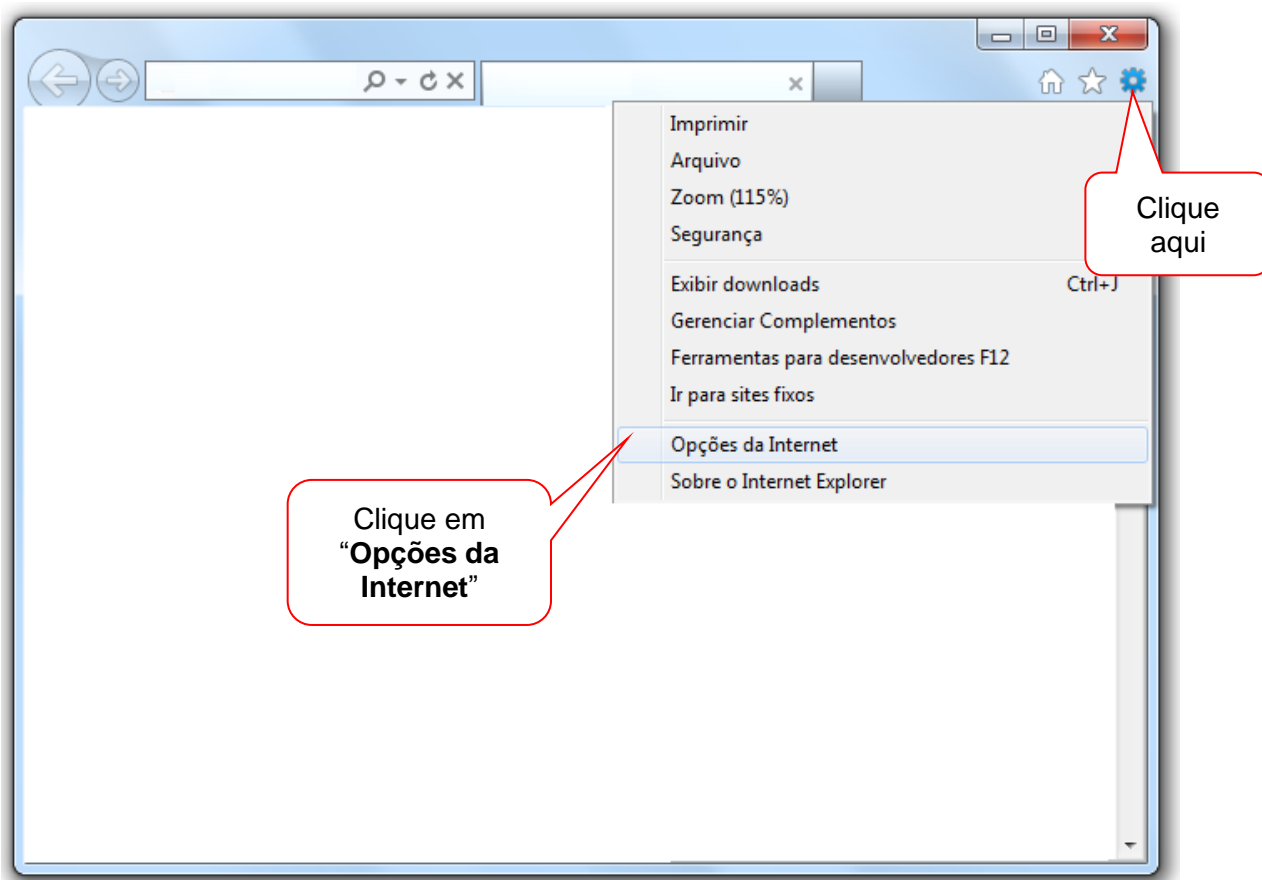 Imprimir
Arquivo
Zoom (115%)
Segurança
Clique
aqui
Exibir downloads Ctrl+J
Gerenciar Complementos
Ferramentas para desenvolvedores F12
Ir para sites fixos
Opções da Internet
Sobre o Internet Explorer
Clique em
“Opções da
Internet”